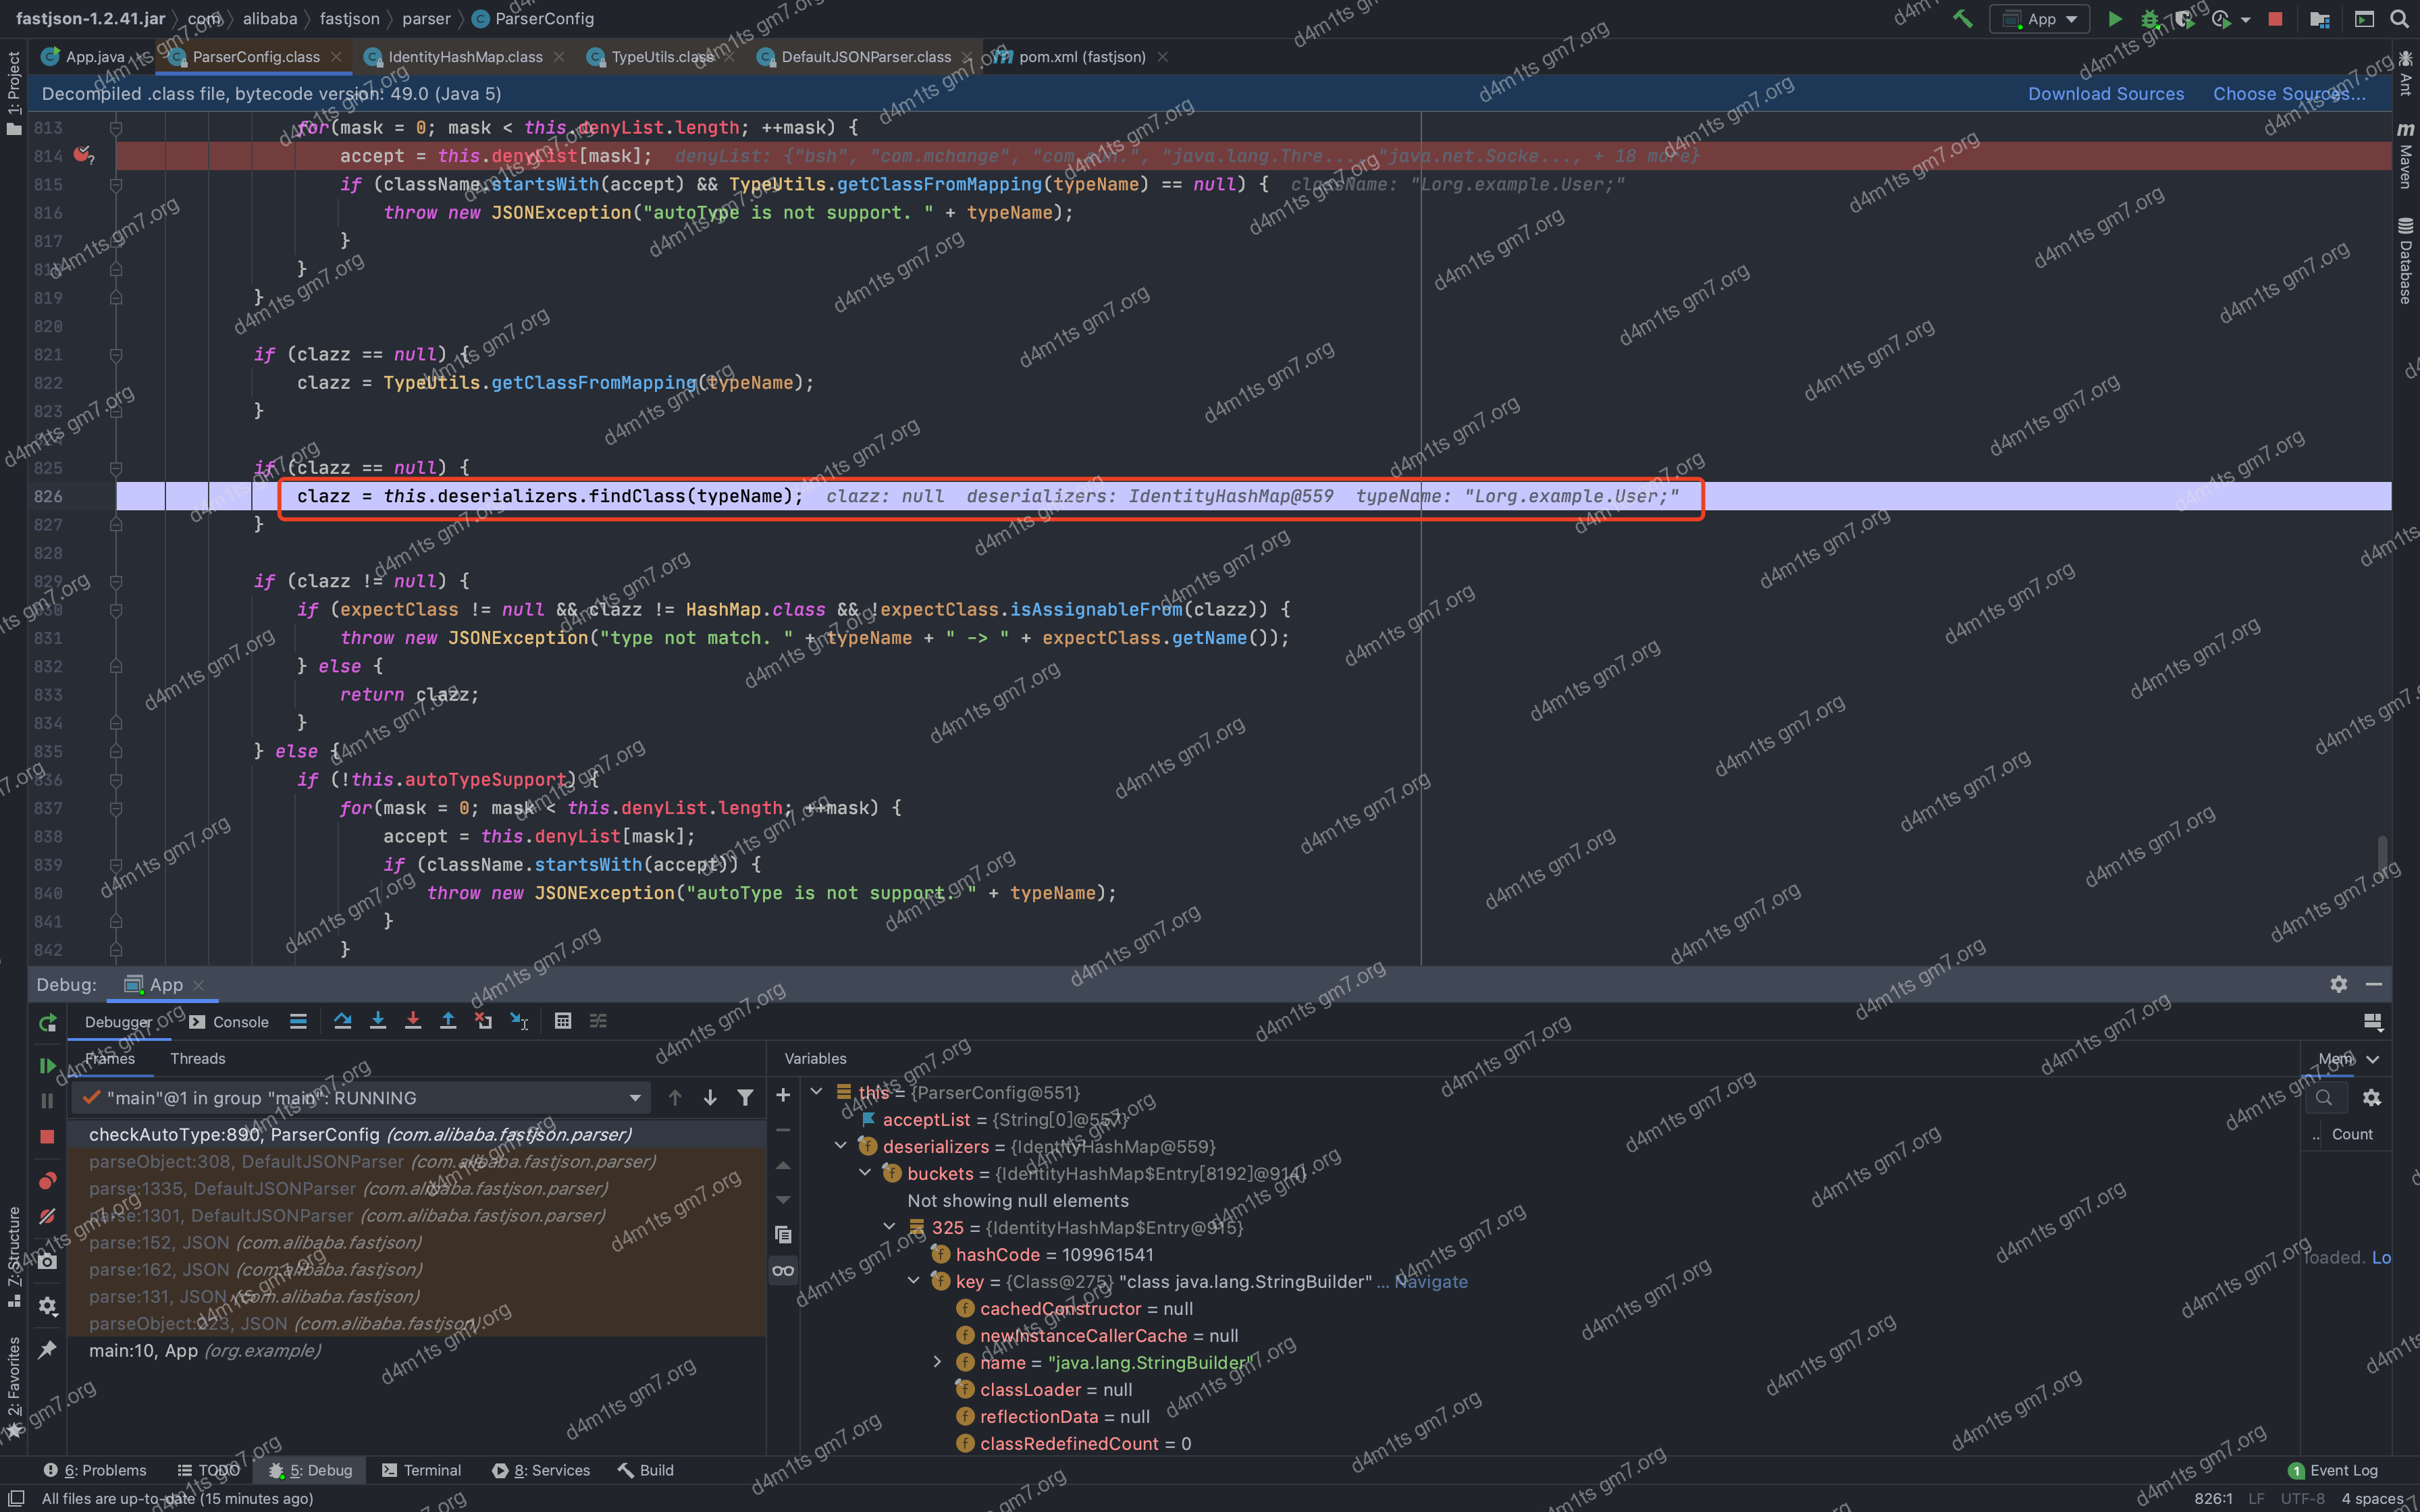 fastjson-1.2.41.jar 〉 com 〉 alibaba 〉 fastjson 〉 parser 〉 ParserConfig
App
App.java ParserConfig.class IdentityHashMap.class TypeUtils.class DefaultJSONParser.class pom.xml (fastjson)
Decompiled .class file, bytecode version: 49.0 (Java 5) Download Sources Choose Sources...
813 for(mask = 0; mask < this.denyList.length; ++mask) {
814 accept = this.denyList[mask]; denyList: {"bsh", "com.mchange", "com.sun.", "java.lang.Thre..., "java.net.Socke..., + 18 more}
815 if (className.startsWith(accept) && TypeUtils.getClassFromMapping(typeName) == null) { className: "Lorg.example.User;"
816 throw new JSONException("autoType is not support. " + typeName);
817 }
818 }
819 }
820
821 if (clazz == null) {
822 clazz = TypeUtils.getClassFromMapping(typeName);
823 }
825 if (clazz == null) {
826 clazz = this.deserializers.findClass(typeName); clazz: null deserializers: IdentityHashMap@559 typeName: "Lorg.example.User;"
827 }
828
829 if (clazz != null) {
830 if (expectClass != null && clazz != HashMap.class && !expectClass.isAssignableFrom(clazz)) {
831 throw new JSONException("type not match. " + typeName + " -> " + expectClass.getName());
832 } else {
833 return clazz;
834 }
835 } else {
836 if (!this.autoTypeSupport) {
837 for(mask = 0; mask < this.denyList.length; ++mask) {
838 accept = this.denyList[mask];
839 if (className.startsWith(accept)) {
840 throw new JSONException("autoType is not support. " + typeName);
841 }
842 }
1: Project
7: Structure
2: Favorites
Ant
Maven
Database
Debug: App
Debugger Console
Frames Threads
"main"@1 in group "main": RUNNING
checkAutoType:890, ParserConfig (com.alibaba.fastjson.parser)
parseObject:308, DefaultJSONParser (com.alibaba.fastjson.parser)
parse:1335, DefaultJSONParser (com.alibaba.fastjson.parser)
parse:1301, DefaultJSONParser (com.alibaba.fastjson.parser)
parse:152, JSON (com.alibaba.fastjson)
parse:162, JSON (com.alibaba.fastjson)
parse:131, JSON (com.alibaba.fastjson)
parseObject:223, JSON (com.alibaba.fastjson)
main:10, App (org.example)
Variables
this = {ParserConfig@551}
acceptList = {String[0]@557}
deserializers = {IdentityHashMap@559}
buckets = {IdentityHashMap$Entry[8192]@914}
Not showing null elements
325 = {IdentityHashMap$Entry@915}
hashCode = 109961541
key = {Class@275} "class java.lang.StringBuilder" ... Navigate
cachedConstructor = null
newInstanceCallerCache = null
name = "java.lang.StringBuilder"
classLoader = null
reflectionData = null
classRedefinedCount = 0
Mem
.. Count
loaded. Lo
6: Problems TODO 5: Debug Terminal 8: Services Build 1 Event Log
All files are up-to-date (15 minutes ago) 826:1 LF UTF-8 4 spaces
d4m1ts gm7.org